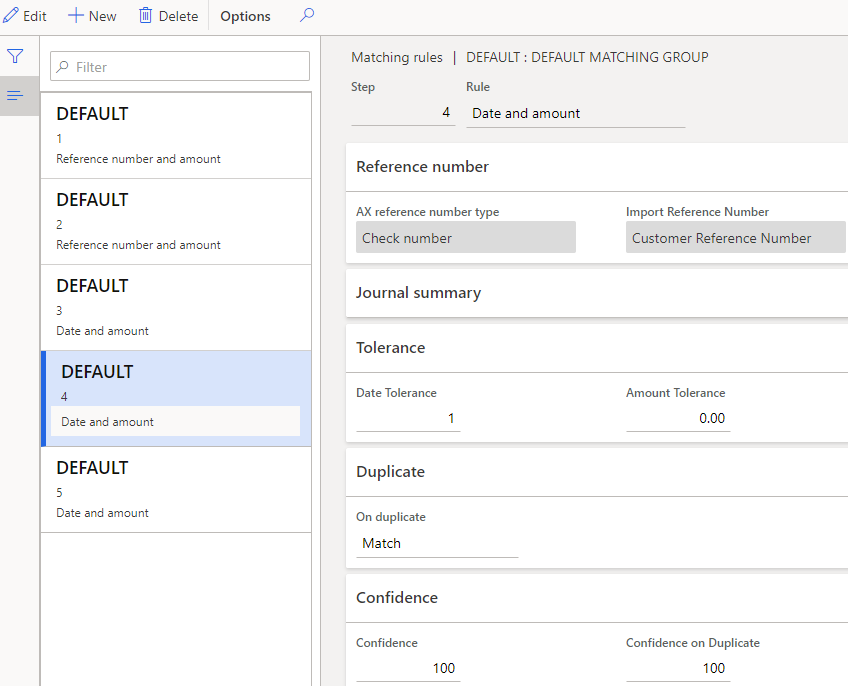 Edit New Delete Options
Filter
DEFAULT
1
Reference number and amount
DEFAULT
2
Reference number and amount
DEFAULT
3
Date and amount
DEFAULT
4
Date and amount
DEFAULT
5
Date and amount
Matching rules | DEFAULT : DEFAULT MATCHING GROUP
Step Rule
4 Date and amount
Reference number
AX reference number type Import Reference Number
Check number Customer Reference Number
Journal summary
Tolerance
Date Tolerance Amount Tolerance
1 0.00
Duplicate
On duplicate
Match
Confidence
Confidence Confidence on Duplicate
100 100